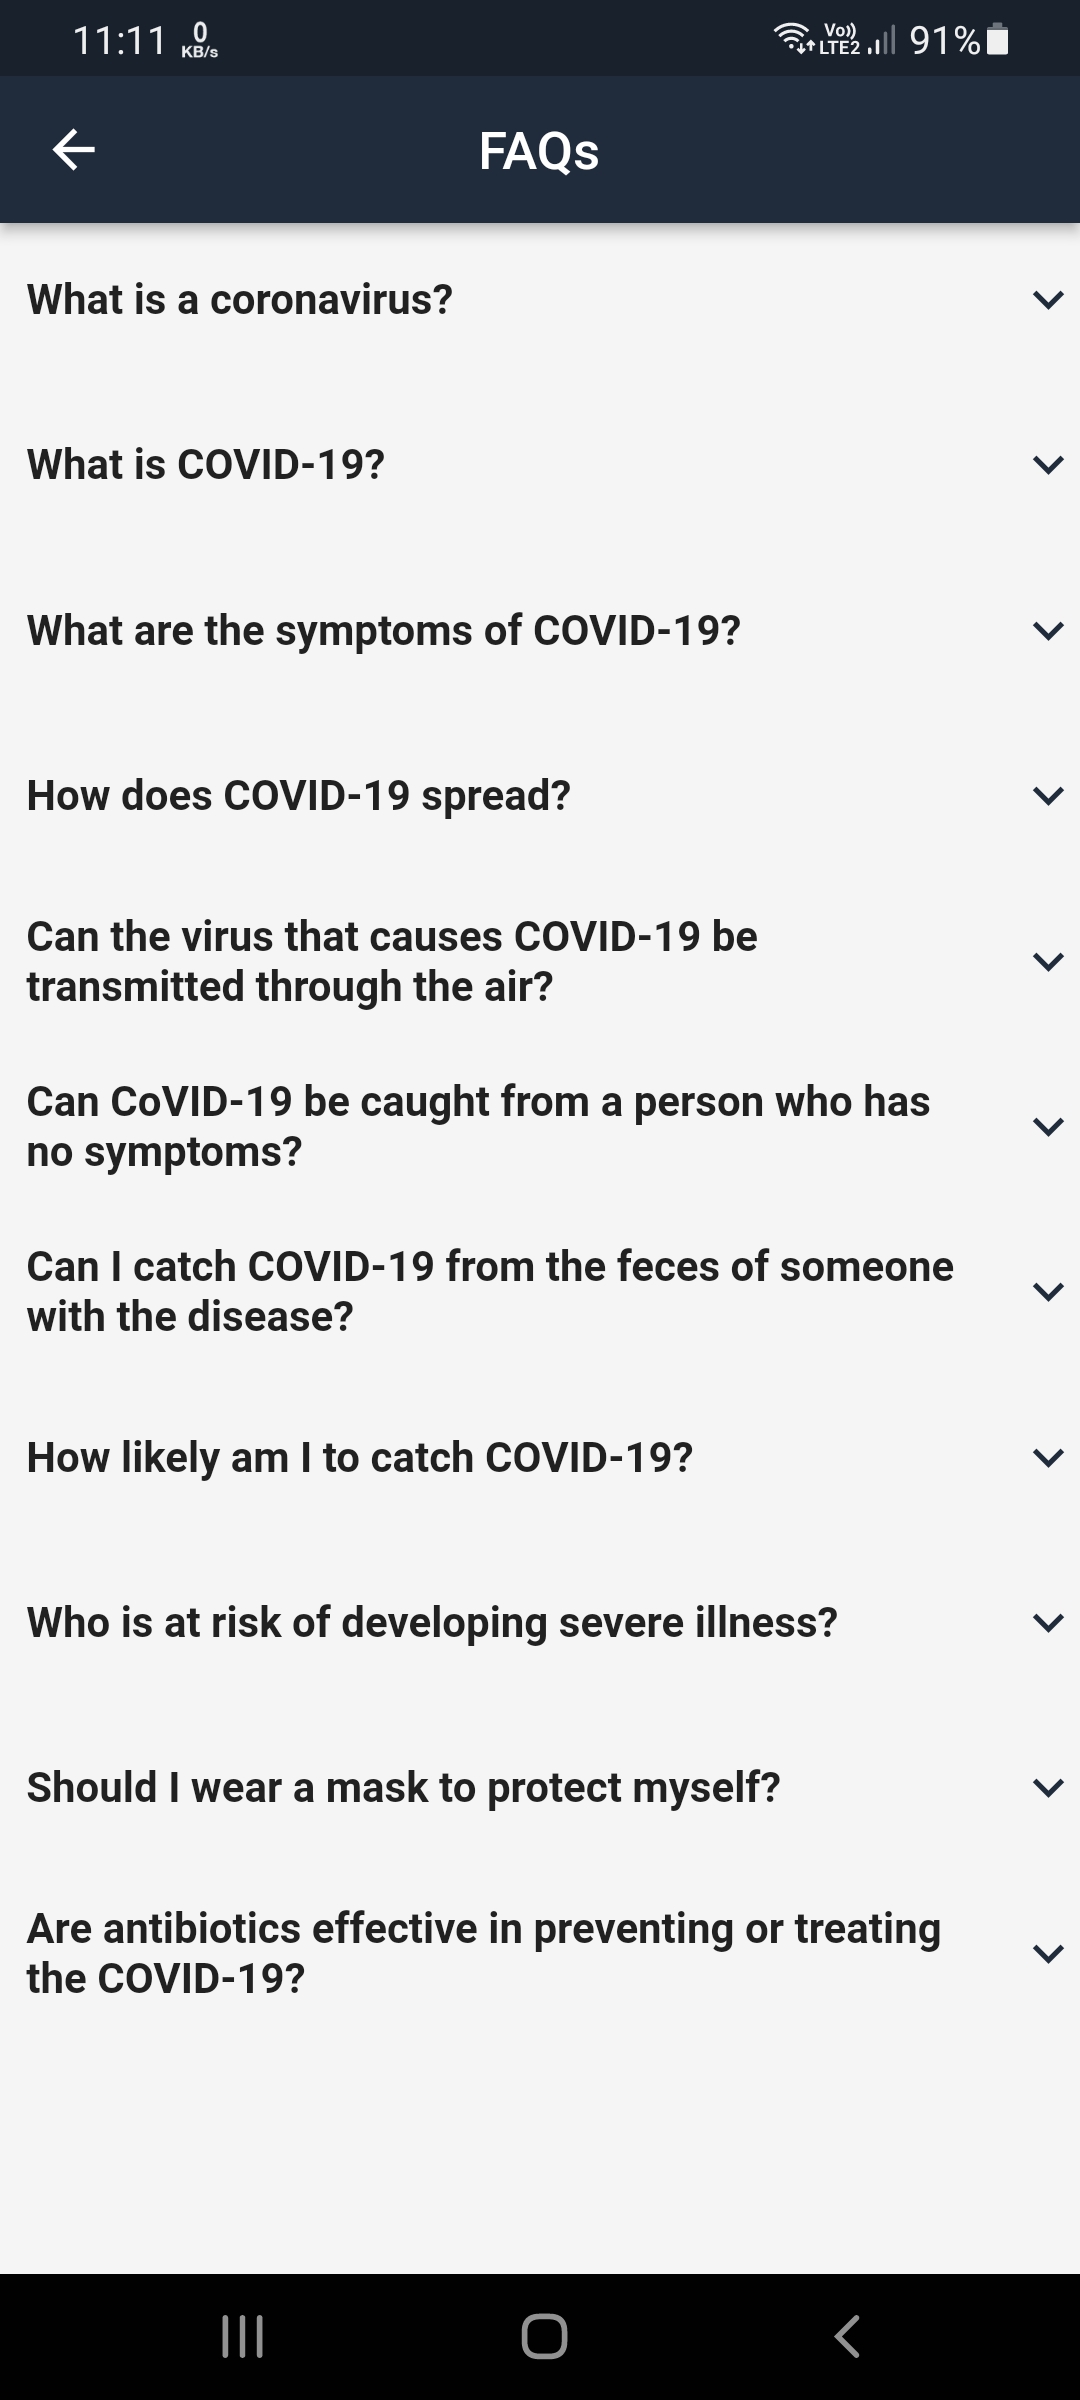 11:11 0 KB/s Vo)) LTE2 91%
FAQs
What is a coronavirus?
What is COVID-19?
What are the symptoms of COVID-19?
How does COVID-19 spread?
Can the virus that causes COVID-19 be
transmitted through the air?
Can CoVID-19 be caught from a person who has
no symptoms?
Can I catch COVID-19 from the feces of someone
with the disease?
How likely am I to catch COVID-19?
Who is at risk of developing severe illness?
Should I wear a mask to protect myself?
Are antibiotics effective in preventing or treating
the COVID-19?